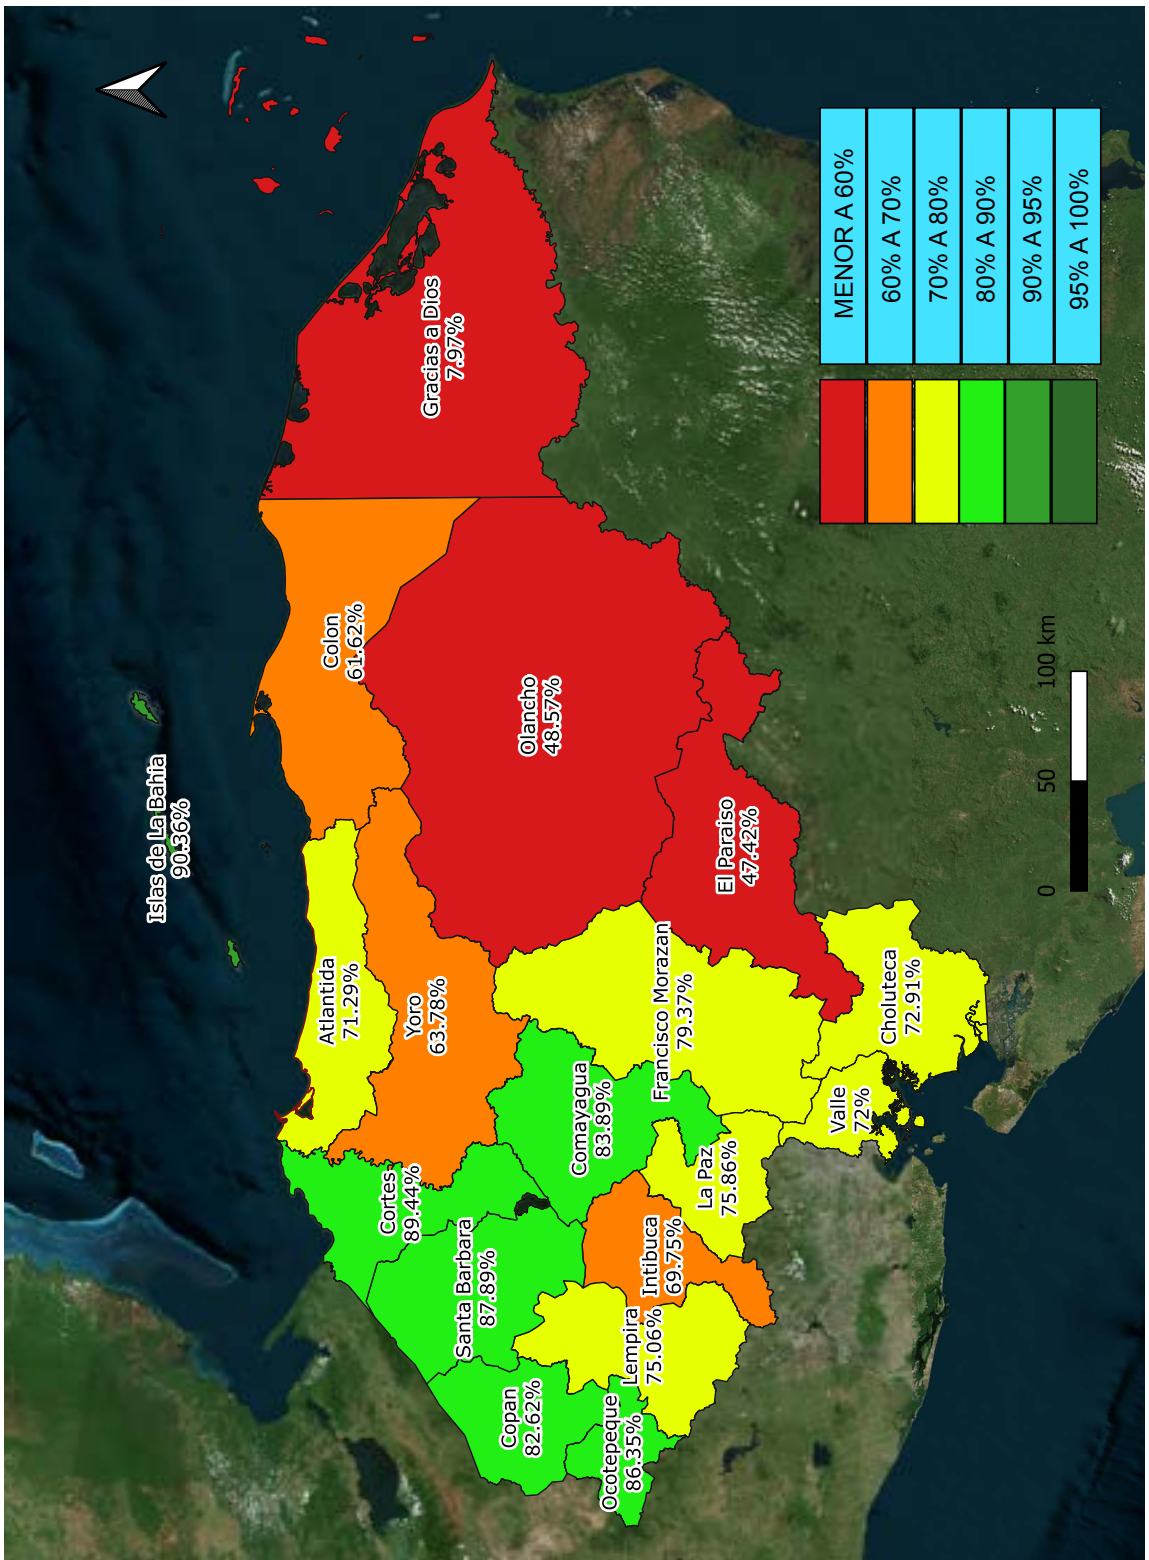 Islas de La Bahia
90.36%
Atlantida
71.29%
Colon
61.62%
Gracias a Dios
7.97%
Cortes
89.44%
Yoro
63.78%
Santa Barbara
87.89%
Copan
82.62%
Olancho
48.57%
Comayagua
83.89%
Ocotepeque
86.35%
Lempira
75.06%
Intibuca
69.75%
Francisco Morazan
79.37%
La Paz
75.86%
El Paraiso
47.42%
Valle
72%
Choluteca
72.91%
MENOR A 60%
60% A 70%
70% A 80%
80% A 90%
90% A 95%
95% A 100%
0 50 100 km